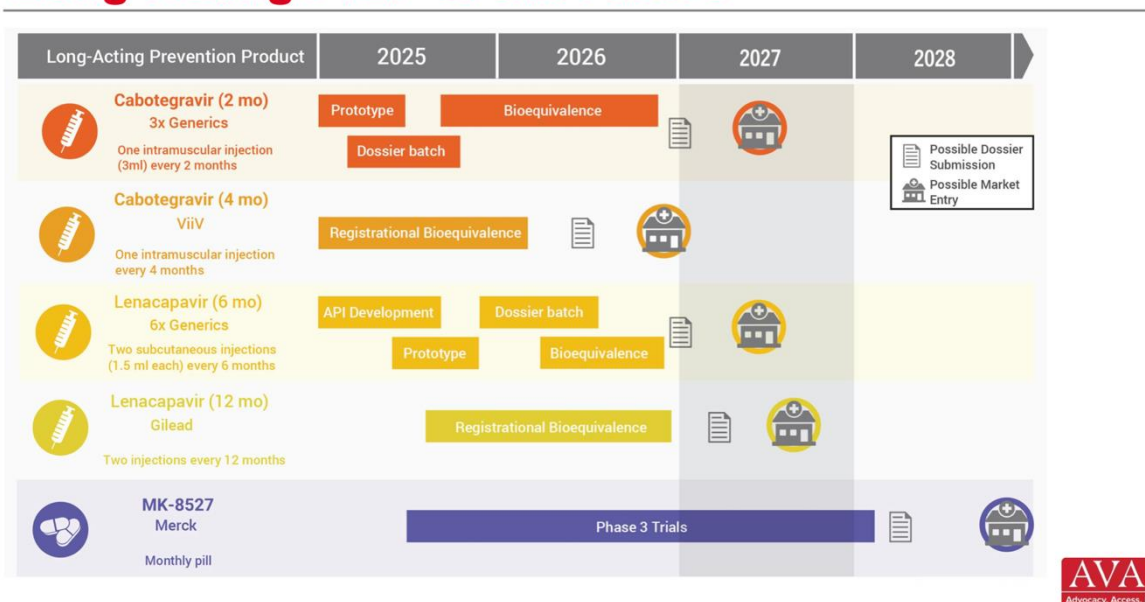 Long-Acting Prevention Product
2025
2026
2027
2028
Cabotegravir (2 mo)
3x Generics
One intramuscular injection
(3ml) every 2 months
Prototype
Bioequivalence
Dossier batch
Possible Dossier
Submission
Possible Market
Entry
Cabotegravir (4 mo)
ViiV
One intramuscular injection
every 4 months
Registrational Bioequivalence
Lenacapavir (6 mo)
6x Generics
Two subcutaneous injections
(1.5 ml each) every 6 months
API Development
Dossier batch
Prototype
Bioequivalence
Lenacapavir (12 mo)
Gilead
Two injections every 12 months
Registrational Bioequivalence
MK-8527
Merck
Monthly pill
Phase 3 Trials
AVA
Advocacy. Access